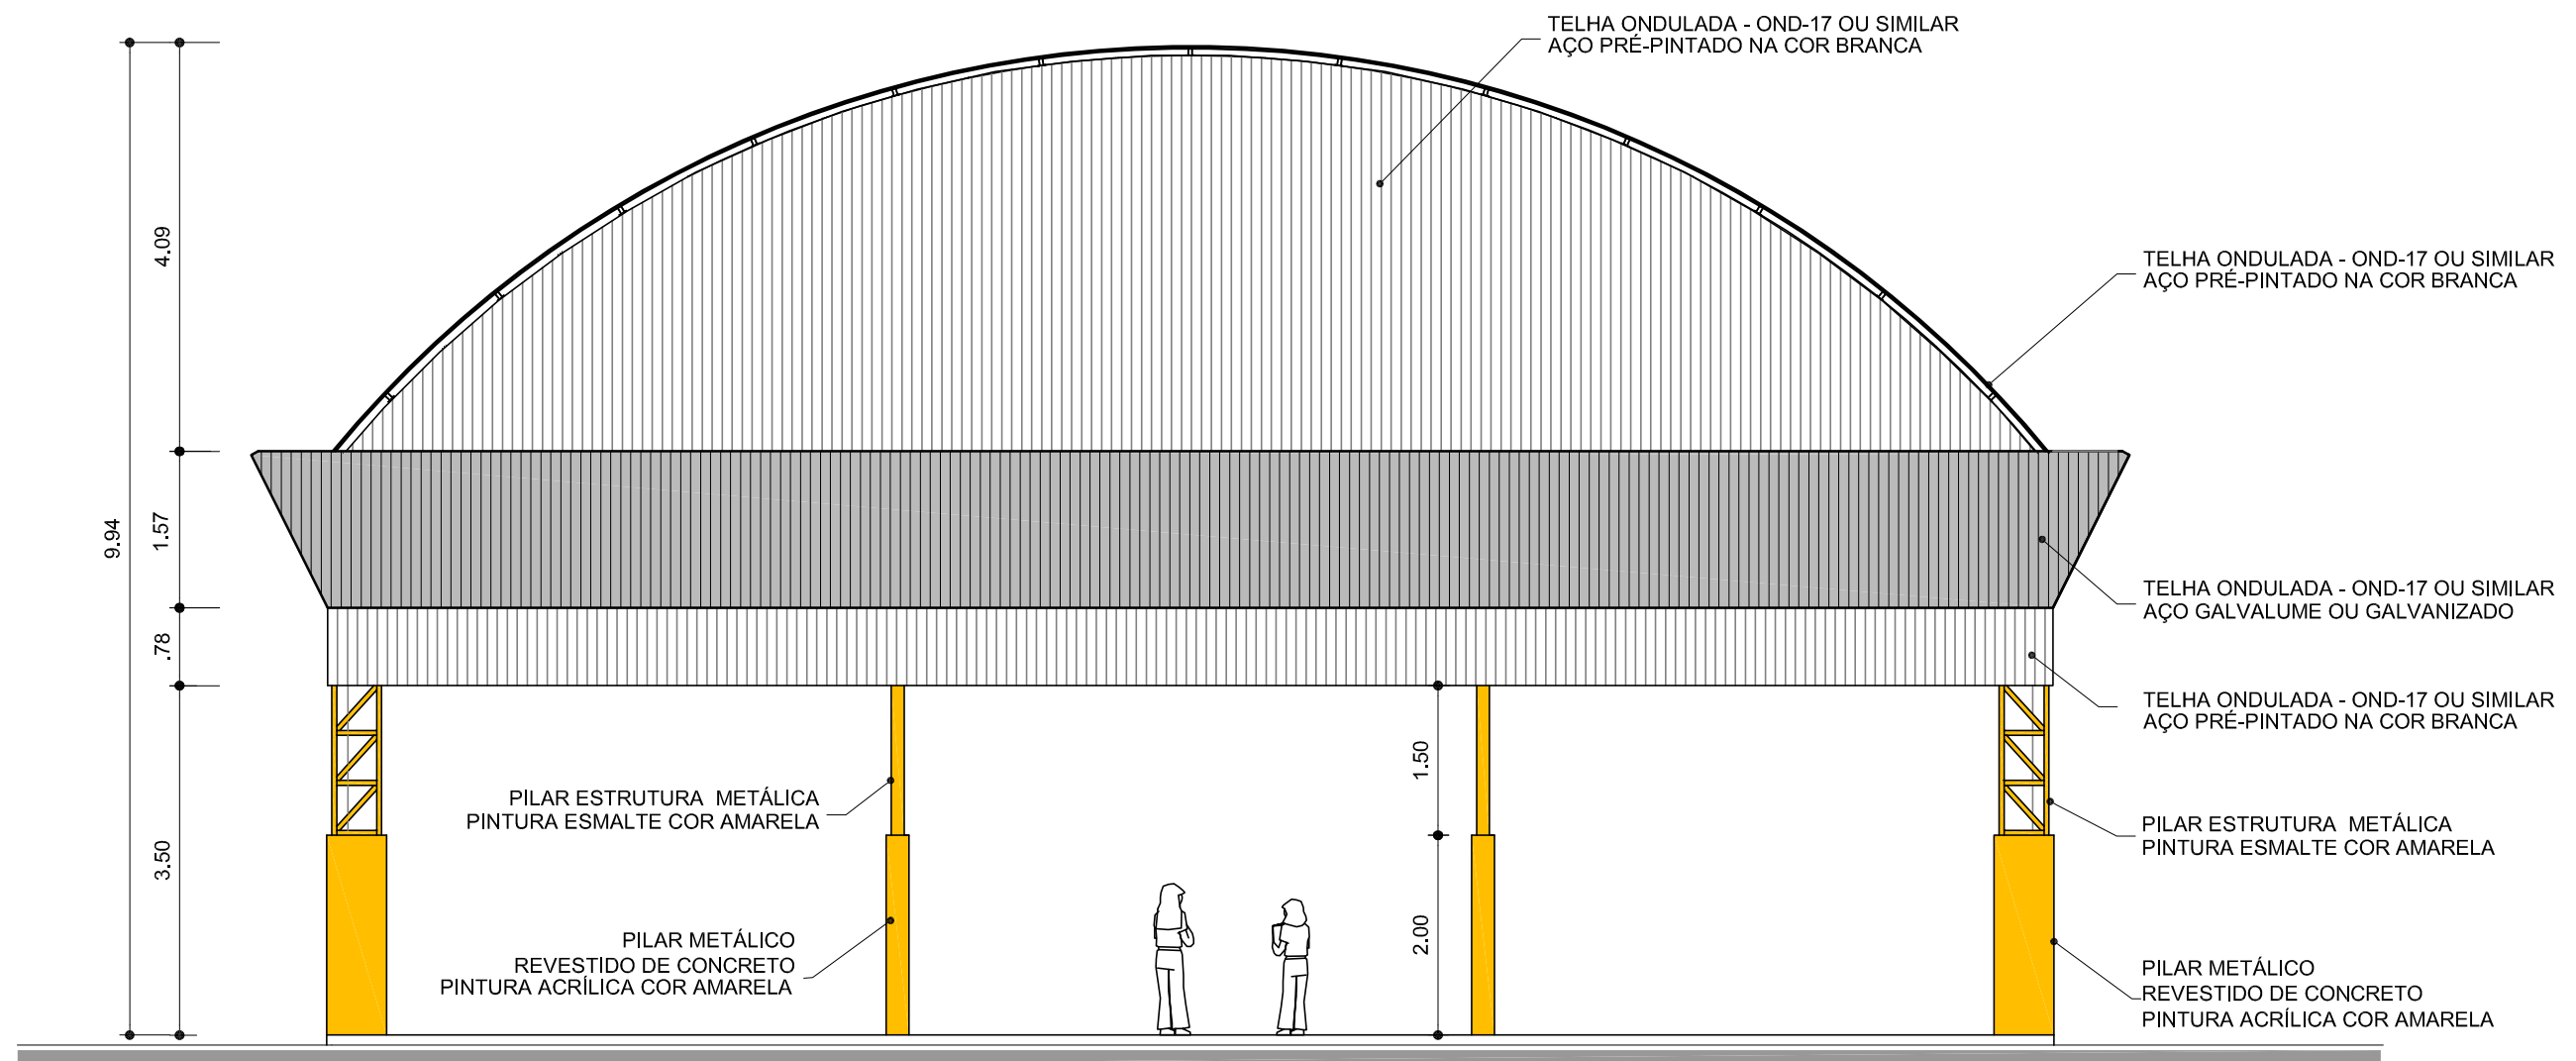 TELHA ONDULADA - OND-17 OU SIMILAR
AÇO PRÉ-PINTADO NA COR BRANCA
4.09
TELHA ONDULADA - OND-17 OU SIMILAR
AÇO PRÉ-PINTADO NA COR BRANCA
9.94
1.57
TELHA ONDULADA - OND-17 OU SIMILAR
AÇO GALVALUME OU GALVANIZADO
.78
TELHA ONDULADA - OND-17 OU SIMILAR
AÇO PRÉ-PINTADO NA COR BRANCA
1.50
PILAR ESTRUTURA METÁLICA
PINTURA ESMALTE COR AMARELA
PILAR ESTRUTURA METÁLICA
PINTURA ESMALTE COR AMARELA
3.50
2.00
PILAR METÁLICO
REVESTIDO DE CONCRETO
PINTURA ACRÍLICA COR AMARELA
PILAR METÁLICO
REVESTIDO DE CONCRETO
PINTURA ACRÍLICA COR AMARELA